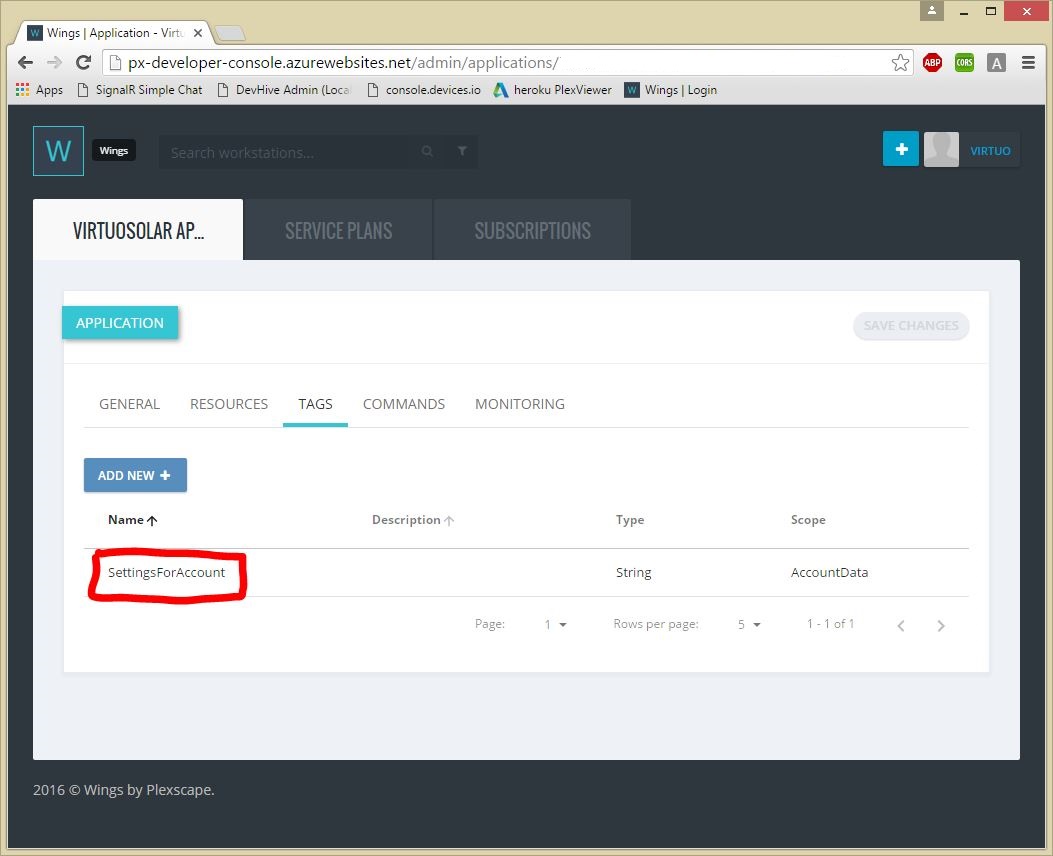 Wings | Application - Virtu
px-developer-console.azurewebsites.net/admin/applications/
ABP
CORS
A
Apps
SignalR Simple Chat
DevHive Admin (Loca
console.devices.io
heroku PlexViewer
W
Wings | Login
W
Wings
Search workstations...
VIRTUO
VIRTUOSOLAR AP...
SERVICE PLANS
SUBSCRIPTIONS
APPLICATION
SAVE CHANGES
GENERAL
RESOURCES
TAGS
COMMANDS
MONITORING
ADD NEW
Name
Description
Type
Scope
SettingsForAccount
String
AccountData
Page:
1
Rows per page:
5
1 - 1 of 1
2016 © Wings by Plexscape.